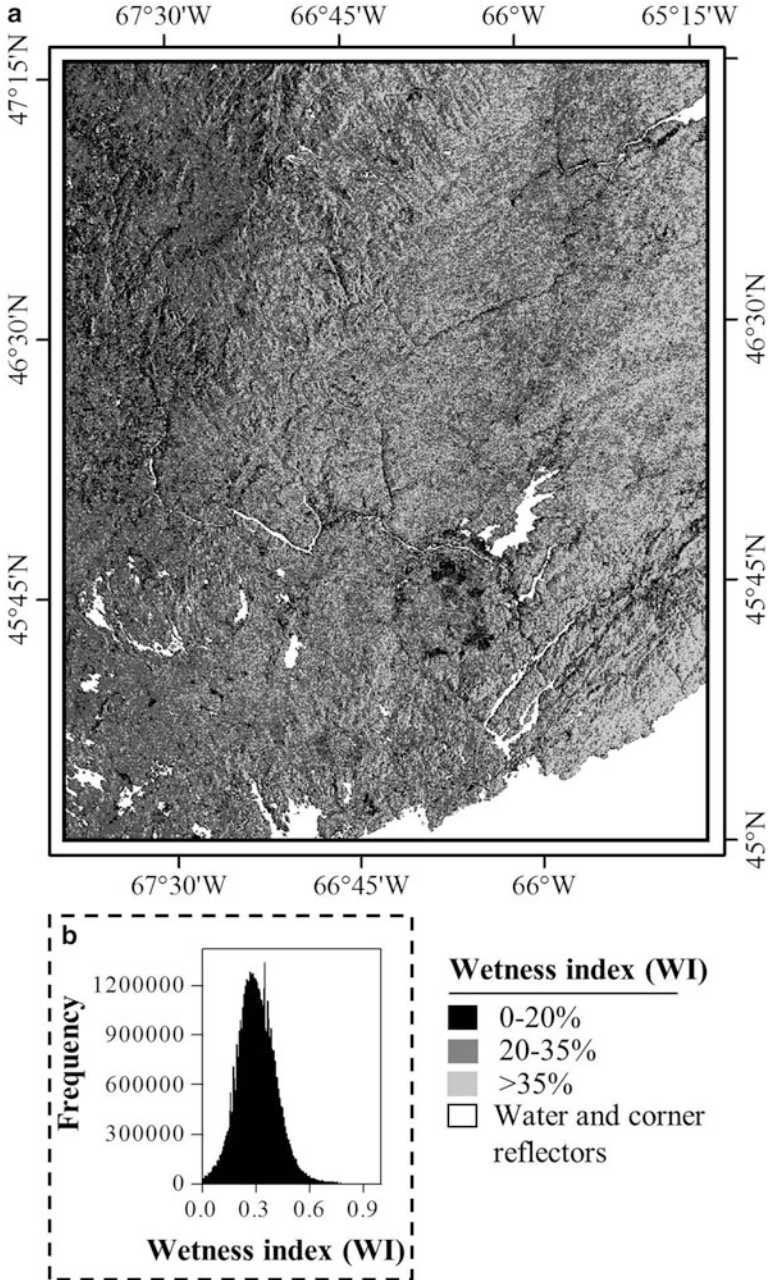 a
67°30'W 66°45'W 66°W 65°15'W
47°15'N
46°30'N
45°45'N
46°30'N
45°45'N
45°N
67°30'W 66°45'W 66°W
b
Frequency
1200000
900000
600000
300000
0
0.0 0.3 0.6 0.9
Wetness index (WI)
Wetness index (WI)
0-20%
20-35%
>35%
Water and corner
reflectors